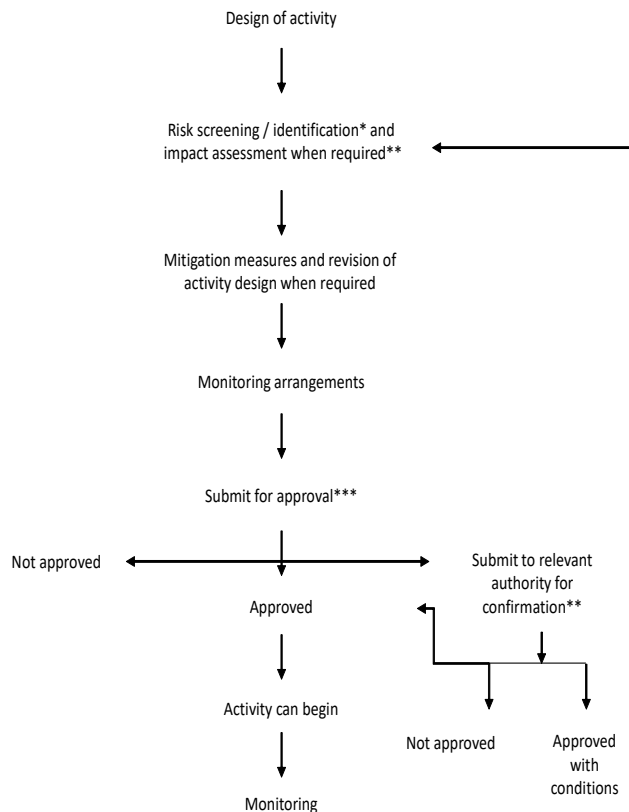 Design of activity
Risk screening / identification* and
impact assessment when required**
Mitigation measures and revision of
activity design when required
Monitoring arrangements
Submit for approval***
Not approved
Submit to relevant
authority for
confirmation**
Approved
Activity can begin
Not approved
Approved
with
conditions
Monitoring